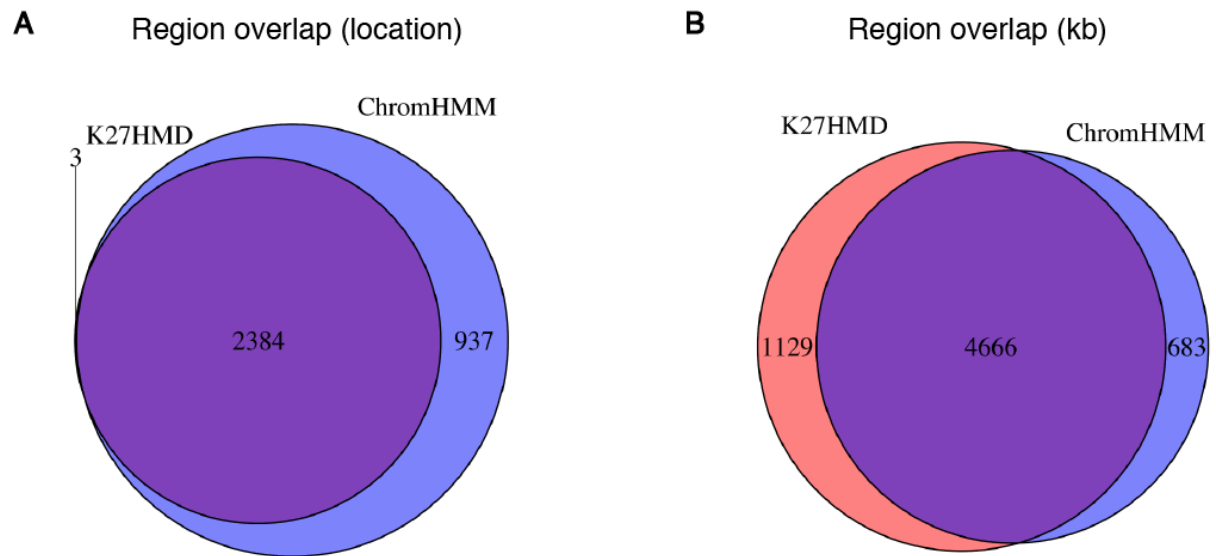 A
Region overlap (location)
ChromHMM
K27HMD
3
2384
937
B
Region overlap (kb)
K27HMD
ChromHMM
1129
4666
683